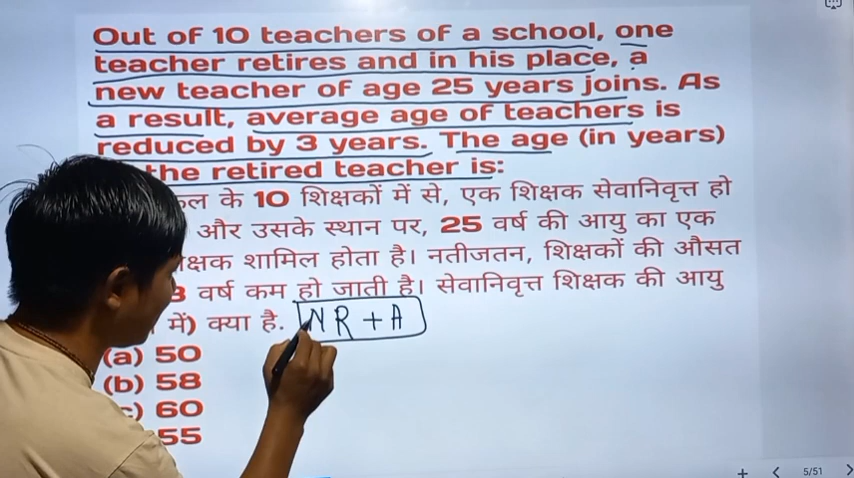 Out of 10 teachers of a school, one
teacher retires and in his place, a
new teacher of age 25 years joins. As
a result, average age of teachers is
reduced by 3 years. The age (in years)
the retired teacher is:
के 10 शिक्षकों में से, एक शिक्षक सेवानिवृत्त हो
और उसके स्थान पर, 25 वर्ष की आयु का एक
शामिल होता है। नतीजतन, शिक्षकों की औसत
3 वर्ष कम हो जाती है। सेवानिवृत्त शिक्षक की आयु
में) क्या है. NR + A
(a) 50
(b) 58
) 60
55
5/51